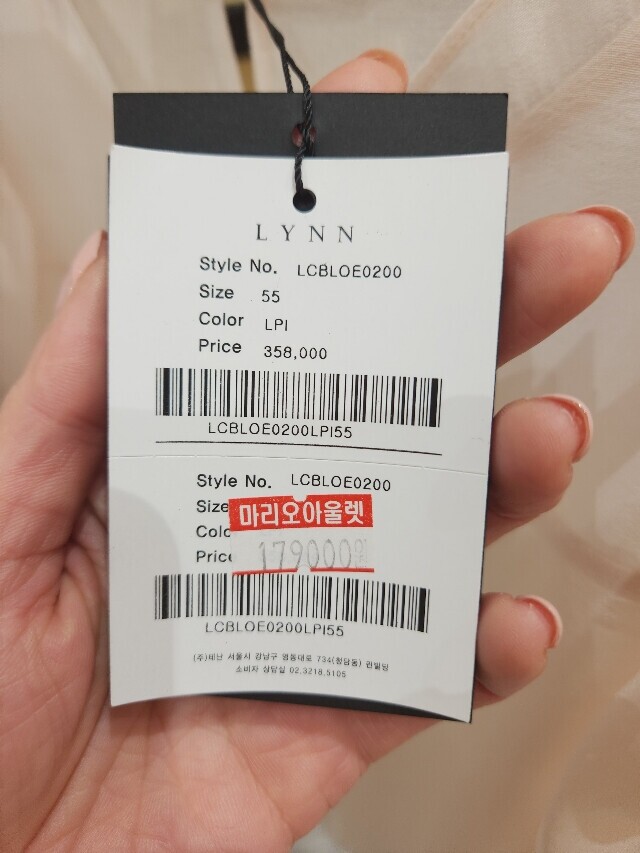 LYNN
Style No. LCBLOE0200
Size 55
Color LPI
Price 358,000
LCBLOE0200LPI55
Style No. LCBLOE0200
Size
마리오아울렛
Colo
Price 179000원
LCBLOE0200LPI55
(주)테넌 서울시 강남구 영동대로 734(청담동) 린빌딩
소비자 상담실 02.3218.5105